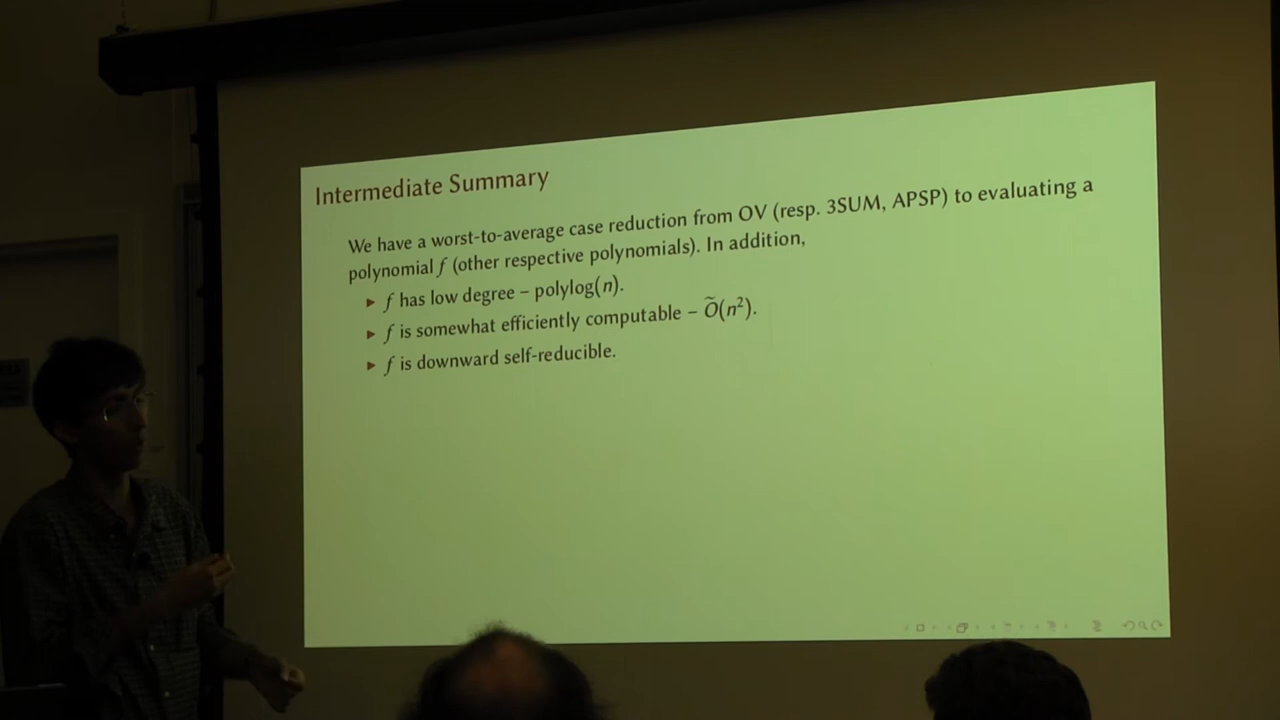 Intermediate Summary
We have a worst-to-average case reduction from OV (resp. 3SUM, APSP) to evaluating a
polynomial f (other respective polynomials). In addition,
▶ f has low degree – polylog(n).
▶ f is somewhat efficiently computable – Õ(n²).
▶ f is downward self-reducible.